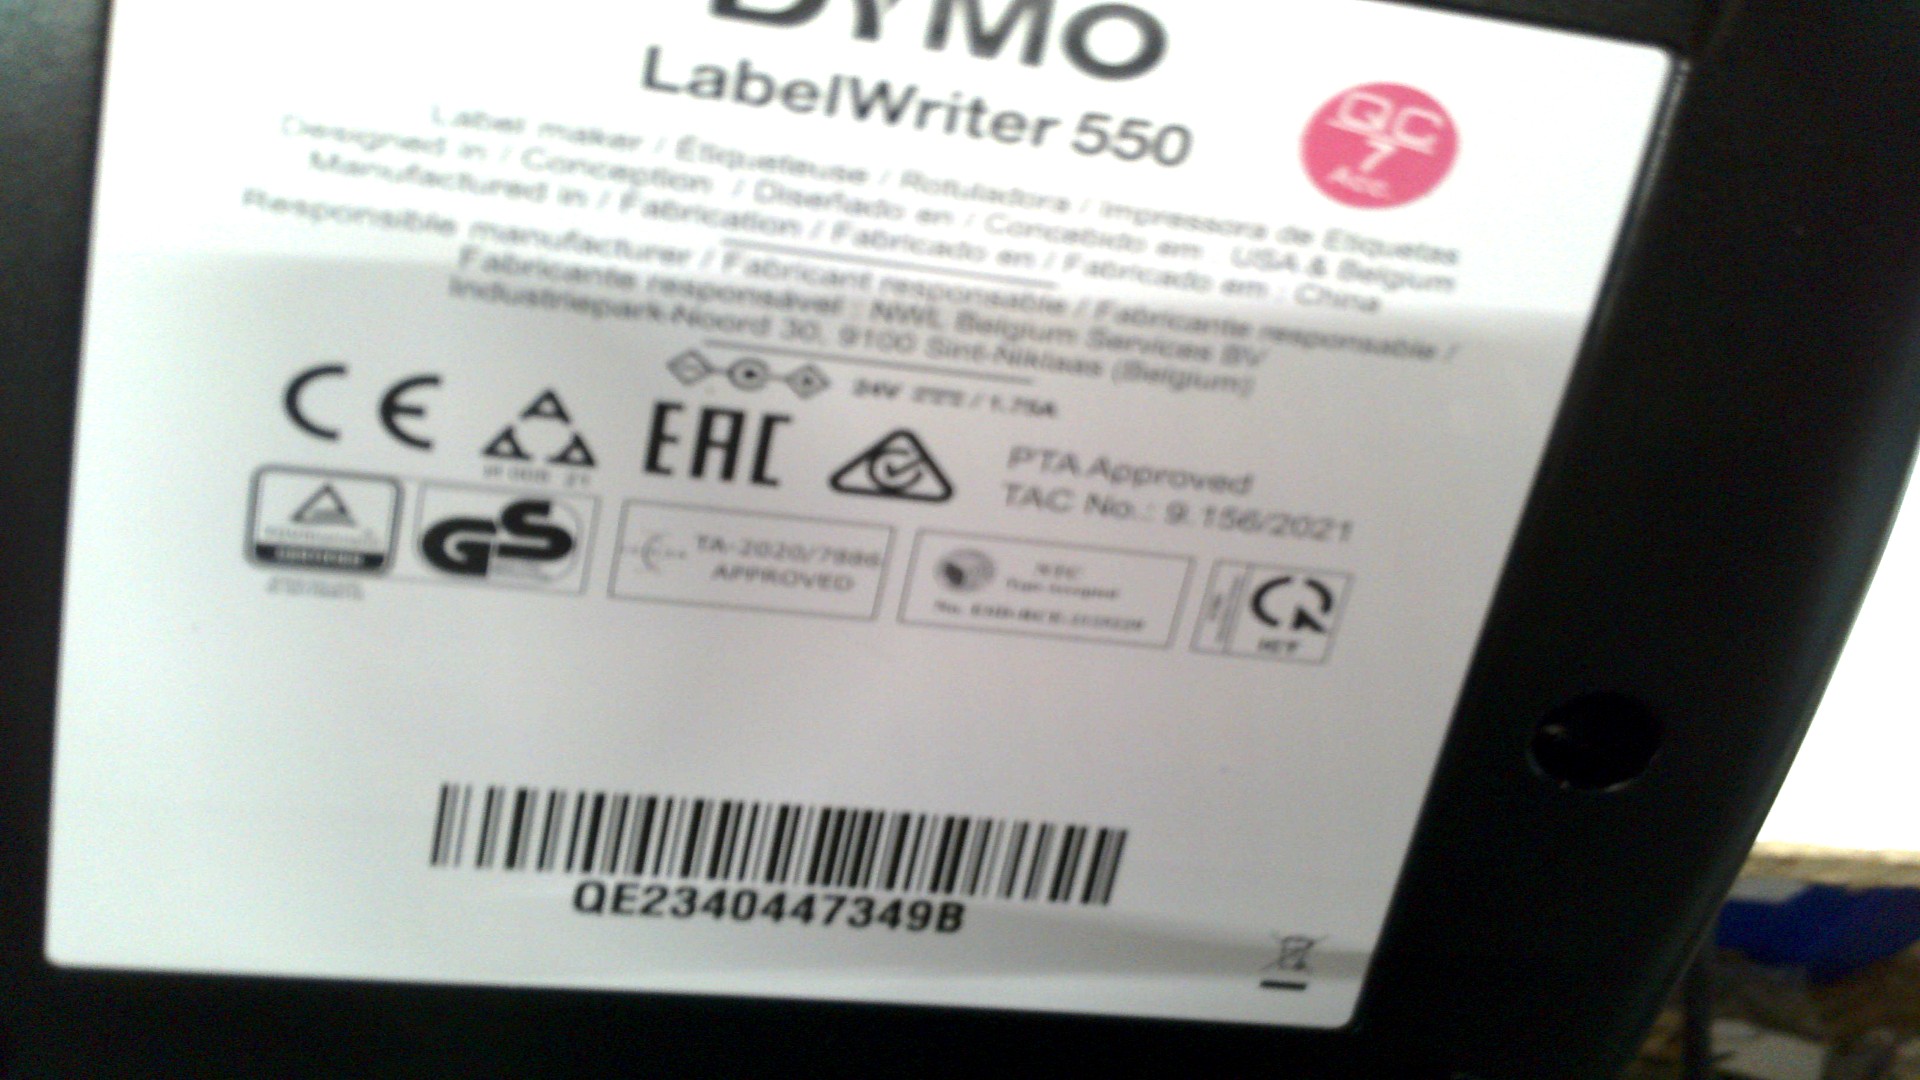 DYMO
LabelWriter 550
QC
7
Acc.
Label maker / Étiqueteuse / Rotuladora / Impressora de Etiquetas
Designed in / Conception / Diseñado en / Concebido em : USA & Belgium
Manufactured in / Fabrication / Fabricado en / Fabricado em : China
Responsible manufacturer / Fabricant responsable / Fabricante responsable /
Fabricante responsável : NWL Belgium Services BV
Industriepark-Noord 30, 9100 Sint-Niklaas (Belgium)
24V / 1.75A
CE
EAC
PTA Approved
TAC No.: 9.156/2021
GS
TA-2020/7886
APPROVED
QE2340447349B